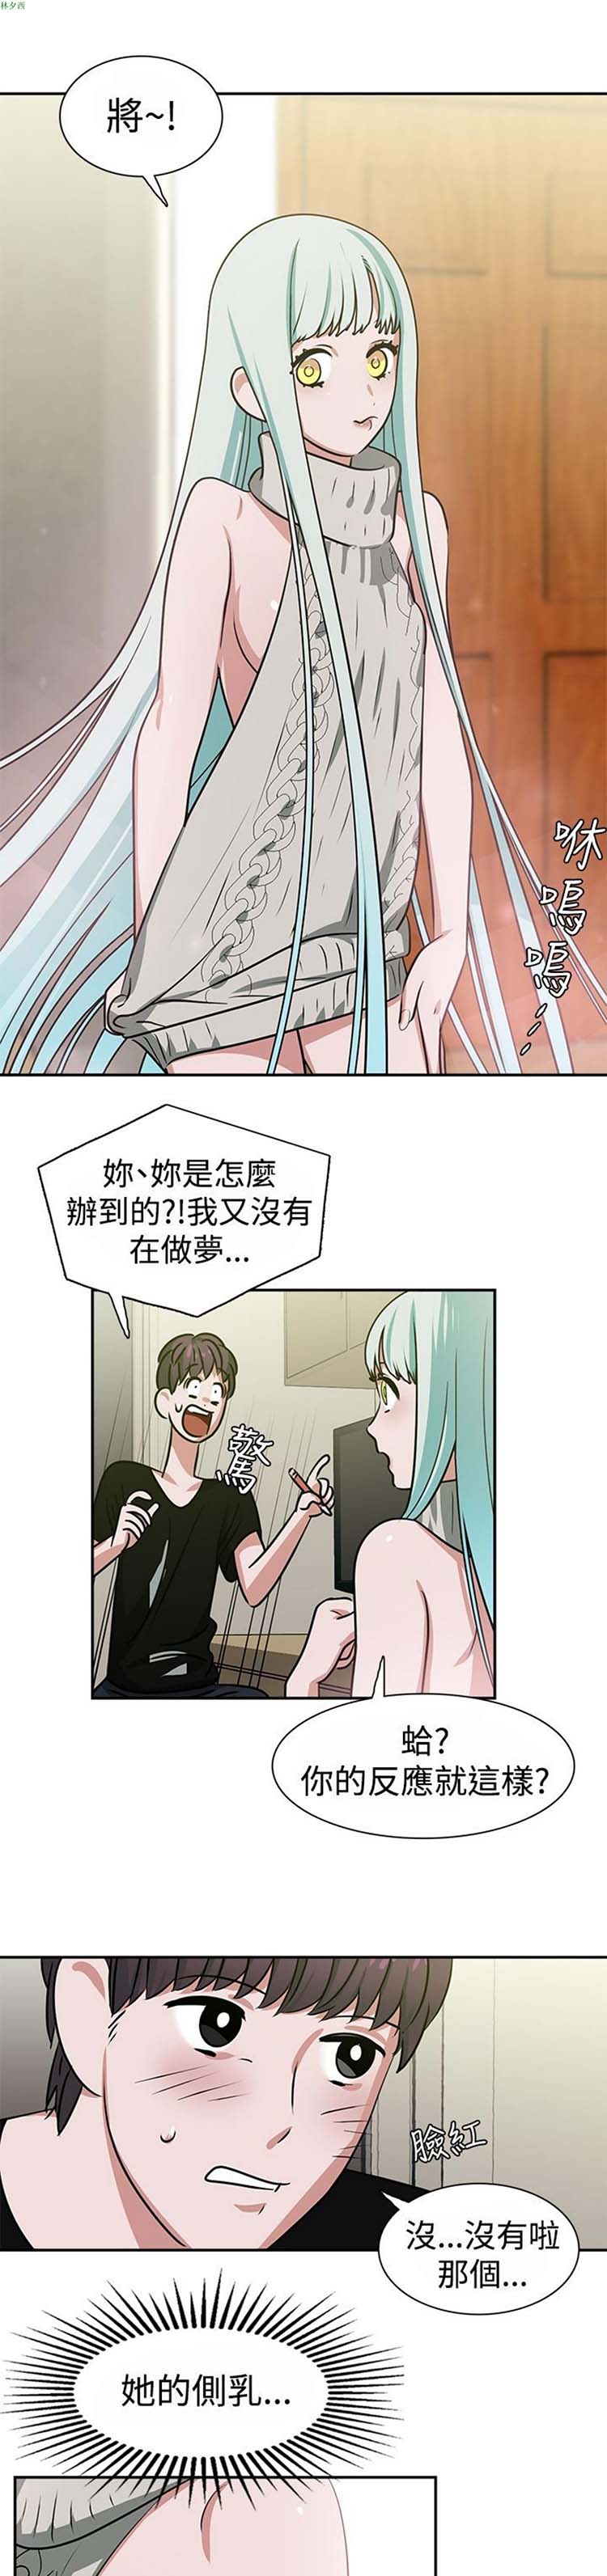 林夕西
將~!
咻嗚嗚...
妳、妳是怎麼
辦到的?!我又沒有
在做夢...
驚
蛤?
你的反應就這樣?
臉紅
沒...沒有啦
那個...
她的側乳...